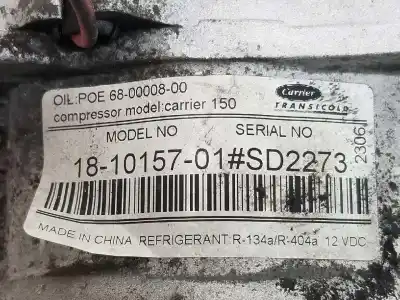 OIL:POE 68-00008-00
compressor model:carrier 150
Carrier
TRANSICOLD
MODEL NO SERIAL NO
18-10157-01#SD2273
2306
MADE IN CHINA REFRIGERANT:R-134a/R-404a 12 VDC